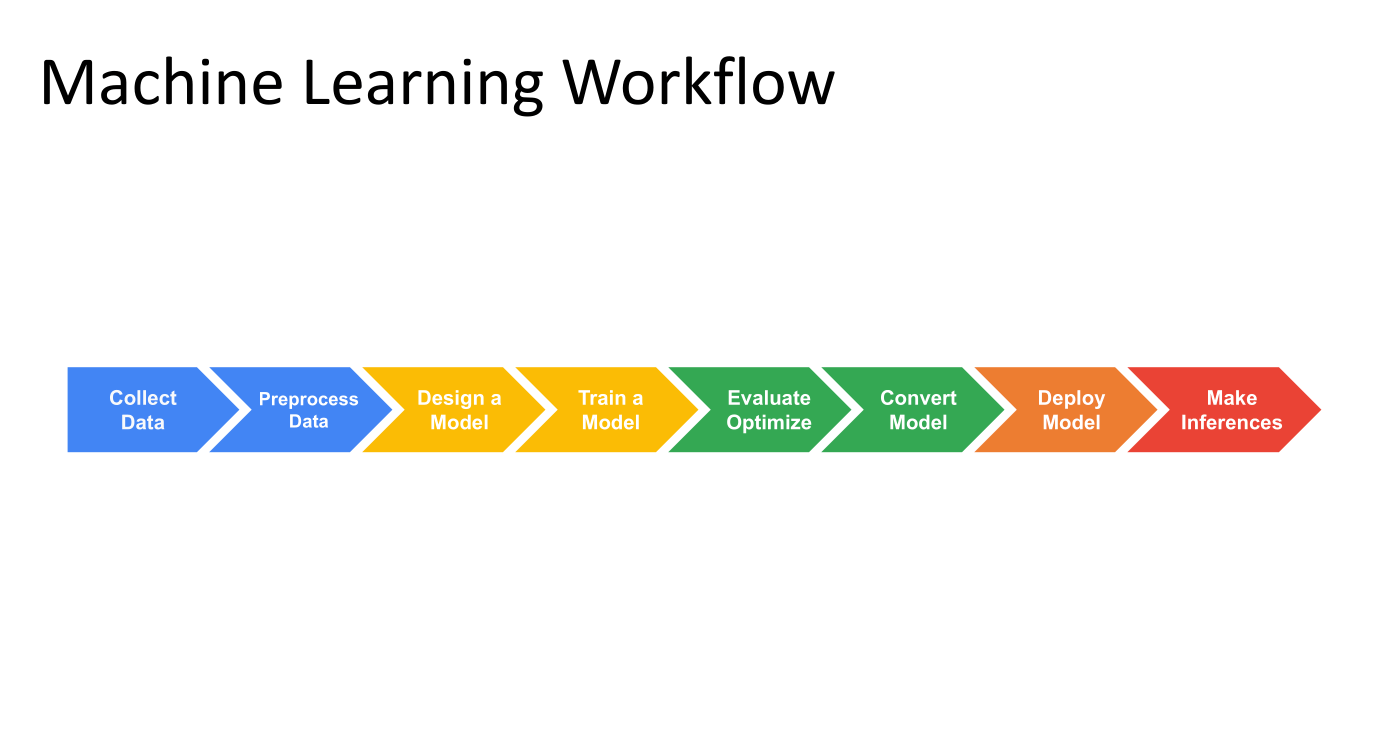 Machine Learning Workflow
Collect
Data
Preprocess
Data
Design a
Model
Train a
Model
Evaluate
Optimize
Convert
Model
Deploy
Model
Make
Inferences